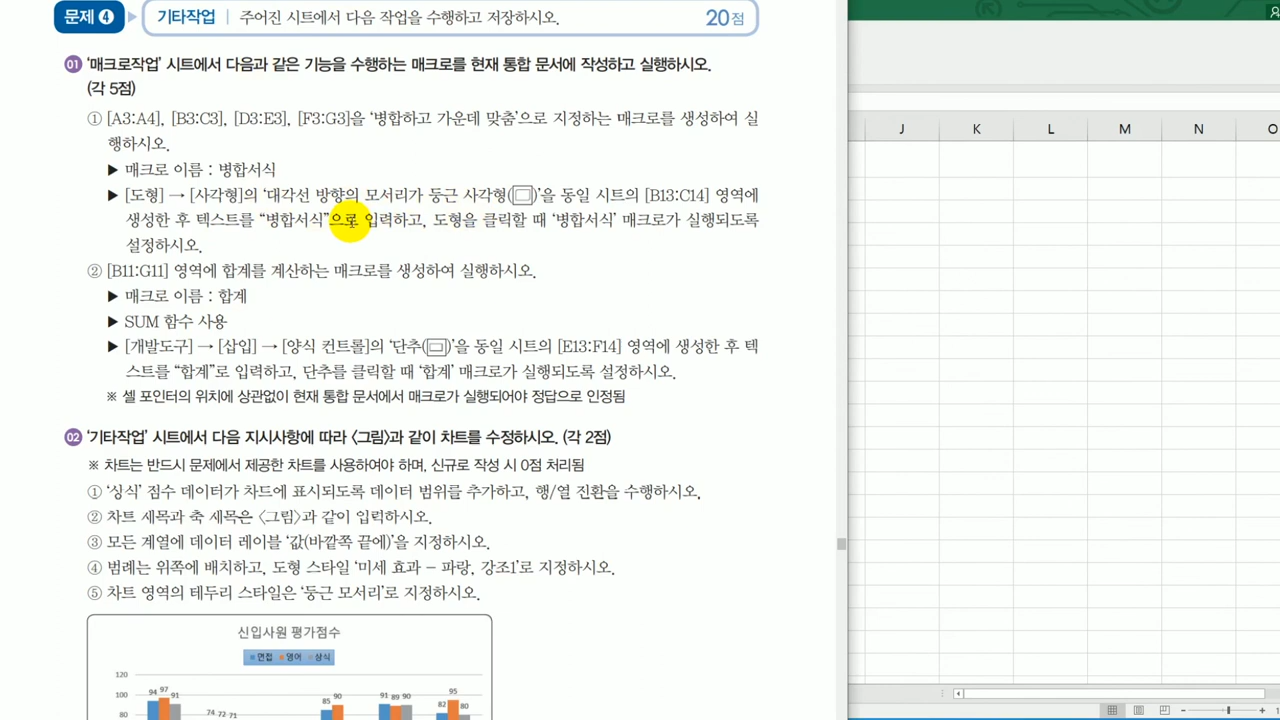 문제 ❹ 기타작업 주어진 시트에서 다음 작업을 수행하고 저장하시오. 20점
01 '매크로작업' 시트에서 다음과 같은 기능을 수행하는 매크로를 현재 통합 문서에 작성하고 실행하시오.
(각 5점)
① [A3:A4], [B3:C3], [D3:E3], [F3:G3]을 '병합하고 가운데 맞춤'으로 지정하는 매크로를 생성하여 실
행하시오.
▶ 매크로 이름 : 병합서식
▶ [도형] → [사각형]의 '대각선 방향의 모서리가 둥근 사각형(▭)'을 동일 시트의 [B13:C14] 영역에
생성한 후 텍스트를 "병합서식"으로 입력하고, 도형을 클릭할 때 '병합서식' 매크로가 실행되도록
설정하시오.
② [B11:G11] 영역에 합계를 계산하는 매크로를 생성하여 실행하시오.
▶ 매크로 이름 : 합계
▶ SUM 함수 사용
▶ [개발도구] → [삽입] → [양식 컨트롤]의 '단추(▭)'을 동일 시트의 [E13:F14] 영역에 생성한 후 텍
스트를 "합계"로 입력하고, 단추를 클릭할 때 '합계' 매크로가 실행되도록 설정하시오.
※ 셀 포인터의 위치에 상관없이 현재 통합 문서에서 매크로가 실행되어야 정답으로 인정됨
02 '기타작업' 시트에서 다음 지시사항에 따라 〈그림〉과 같이 차트를 수정하시오. (각 2점)
※ 차트는 반드시 문제에서 제공한 차트를 사용하여야 하며, 신규로 작성 시 0점 처리됨
① '상식' 점수 데이터가 차트에 표시되도록 데이터 범위를 추가하고, 행/열 전환을 수행하시오.
② 차트 제목과 축 제목은 〈그림〉과 같이 입력하시오.
③ 모든 계열에 데이터 레이블 '값(바깥쪽 끝에)'을 지정하시오.
④ 범례는 위쪽에 배치하고, 도형 스타일 '미세 효과 – 파랑, 강조1'로 지정하시오.
⑤ 차트 영역의 테두리 스타일은 '둥근 모서리'로 지정하시오.
신입사원 평가점수
면접 영어 상식
120
100
80
94 97 91
74 72 71
85 90
91 89 90
82 95 80
J K L M N O